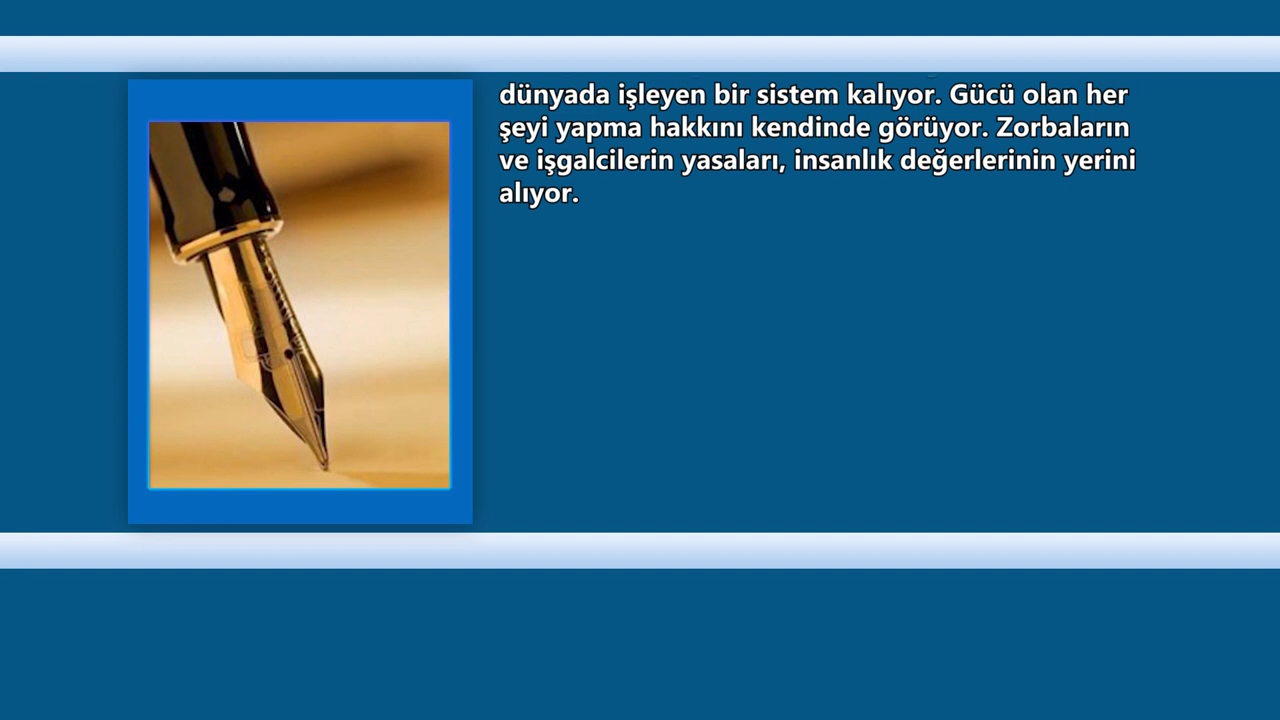 dünyada işleyen bir sistem kalıyor. Gücü olan her
şeyi yapma hakkını kendinde görüyor. Zorbaların
ve işgalcilerin yasaları, insanlık değerlerinin yerini
alıyor.